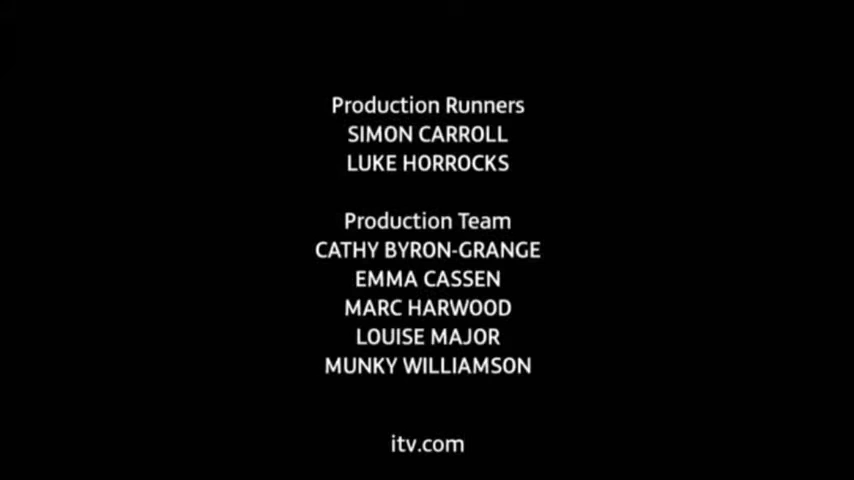 Production Runners
SIMON CARROLL
LUKE HORROCKS
Production Team
CATHY BYRON-GRANGE
EMMA CASSEN
MARC HARWOOD
LOUISE MAJOR
MUNKY WILLIAMSON
itv.com